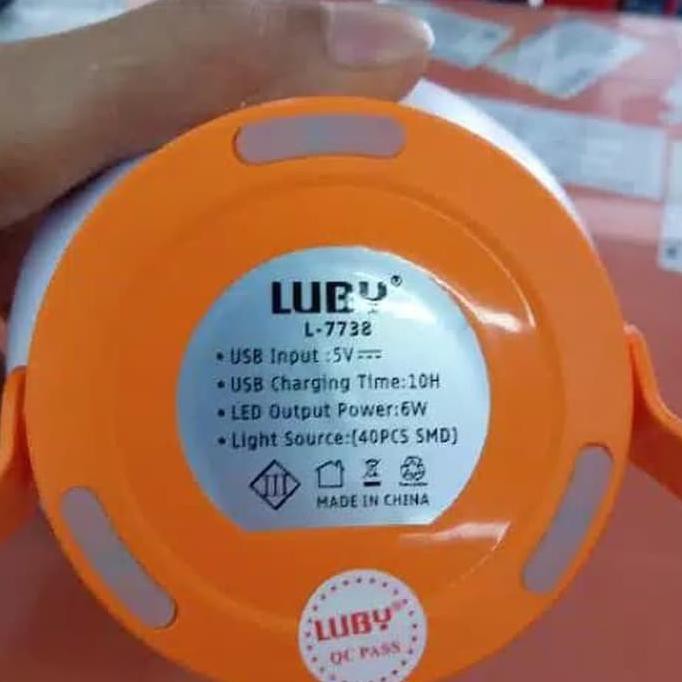 LUBY®
L-7738
• USB Input :5V⎓
• USB Charging Time:10H
• LED Output Power:6W
• Light Source:(40PCS SMD)
III
MADE IN CHINA
LUBY®
QC PASS